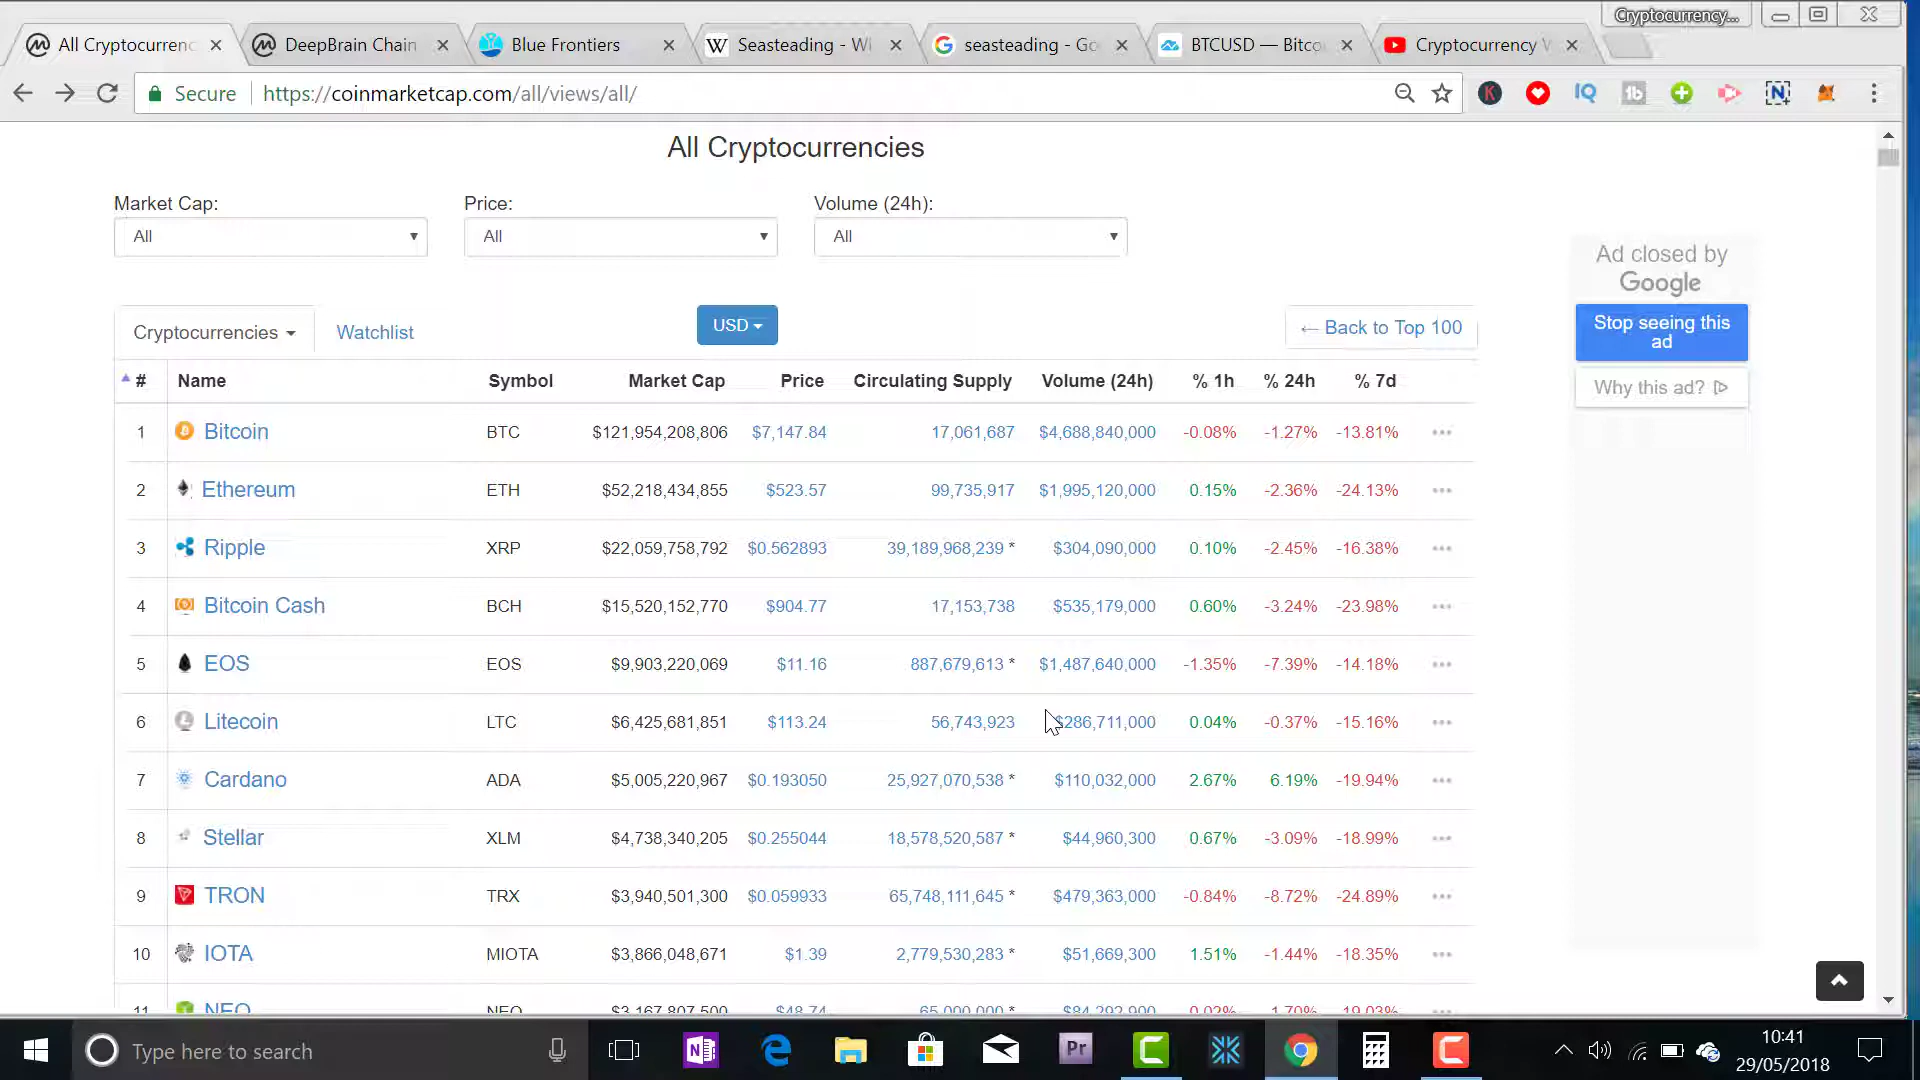 Cryptocurrency...
All Cryptocurrenc
DeepBrain Chain
Blue Frontiers
Seasteading - Wi
seasteading - Go
BTCUSD — Bitco
Cryptocurrency V
Secure
https://coinmarketcap.com/all/views/all/
All Cryptocurrencies
Market Cap: Price: Volume (24h):
All All All
Ad closed by
Google
Stop seeing this
ad
Why this ad?
Cryptocurrencies Watchlist USD ← Back to Top 100
# Name Symbol Market Cap Price Circulating Supply Volume (24h) % 1h % 24h % 7d
1 Bitcoin BTC $121,954,208,806 $7,147.84 17,061,687 $4,688,840,000 -0.08% -1.27% -13.81%
2 Ethereum ETH $52,218,434,855 $523.57 99,735,917 $1,995,120,000 0.15% -2.36% -24.13%
3 Ripple XRP $22,059,758,792 $0.562893 39,189,968,239 * $304,090,000 0.10% -2.45% -16.38%
4 Bitcoin Cash BCH $15,520,152,770 $904.77 17,153,738 $535,179,000 0.60% -3.24% -23.98%
5 EOS EOS $9,903,220,069 $11.16 887,679,613 * $1,487,640,000 -1.35% -7.39% -14.18%
6 Litecoin LTC $6,425,681,851 $113.24 56,743,923 $286,711,000 0.04% -0.37% -15.16%
7 Cardano ADA $5,005,220,967 $0.193050 25,927,070,538 * $110,032,000 2.67% 6.19% -19.94%
8 Stellar XLM $4,738,340,205 $0.255044 18,578,520,587 * $44,960,300 0.67% -3.09% -18.99%
9 TRON TRX $3,940,501,300 $0.059933 65,748,111,645 * $479,363,000 -0.84% -8.72% -24.89%
10 IOTA MIOTA $3,866,048,671 $1.39 2,779,530,283 * $51,669,300 1.51% -1.44% -18.35%
11 NEO NEO $3,167,807,500 $48.74 65,000,000 * $84,292,900
Type here to search
10:41
29/05/2018